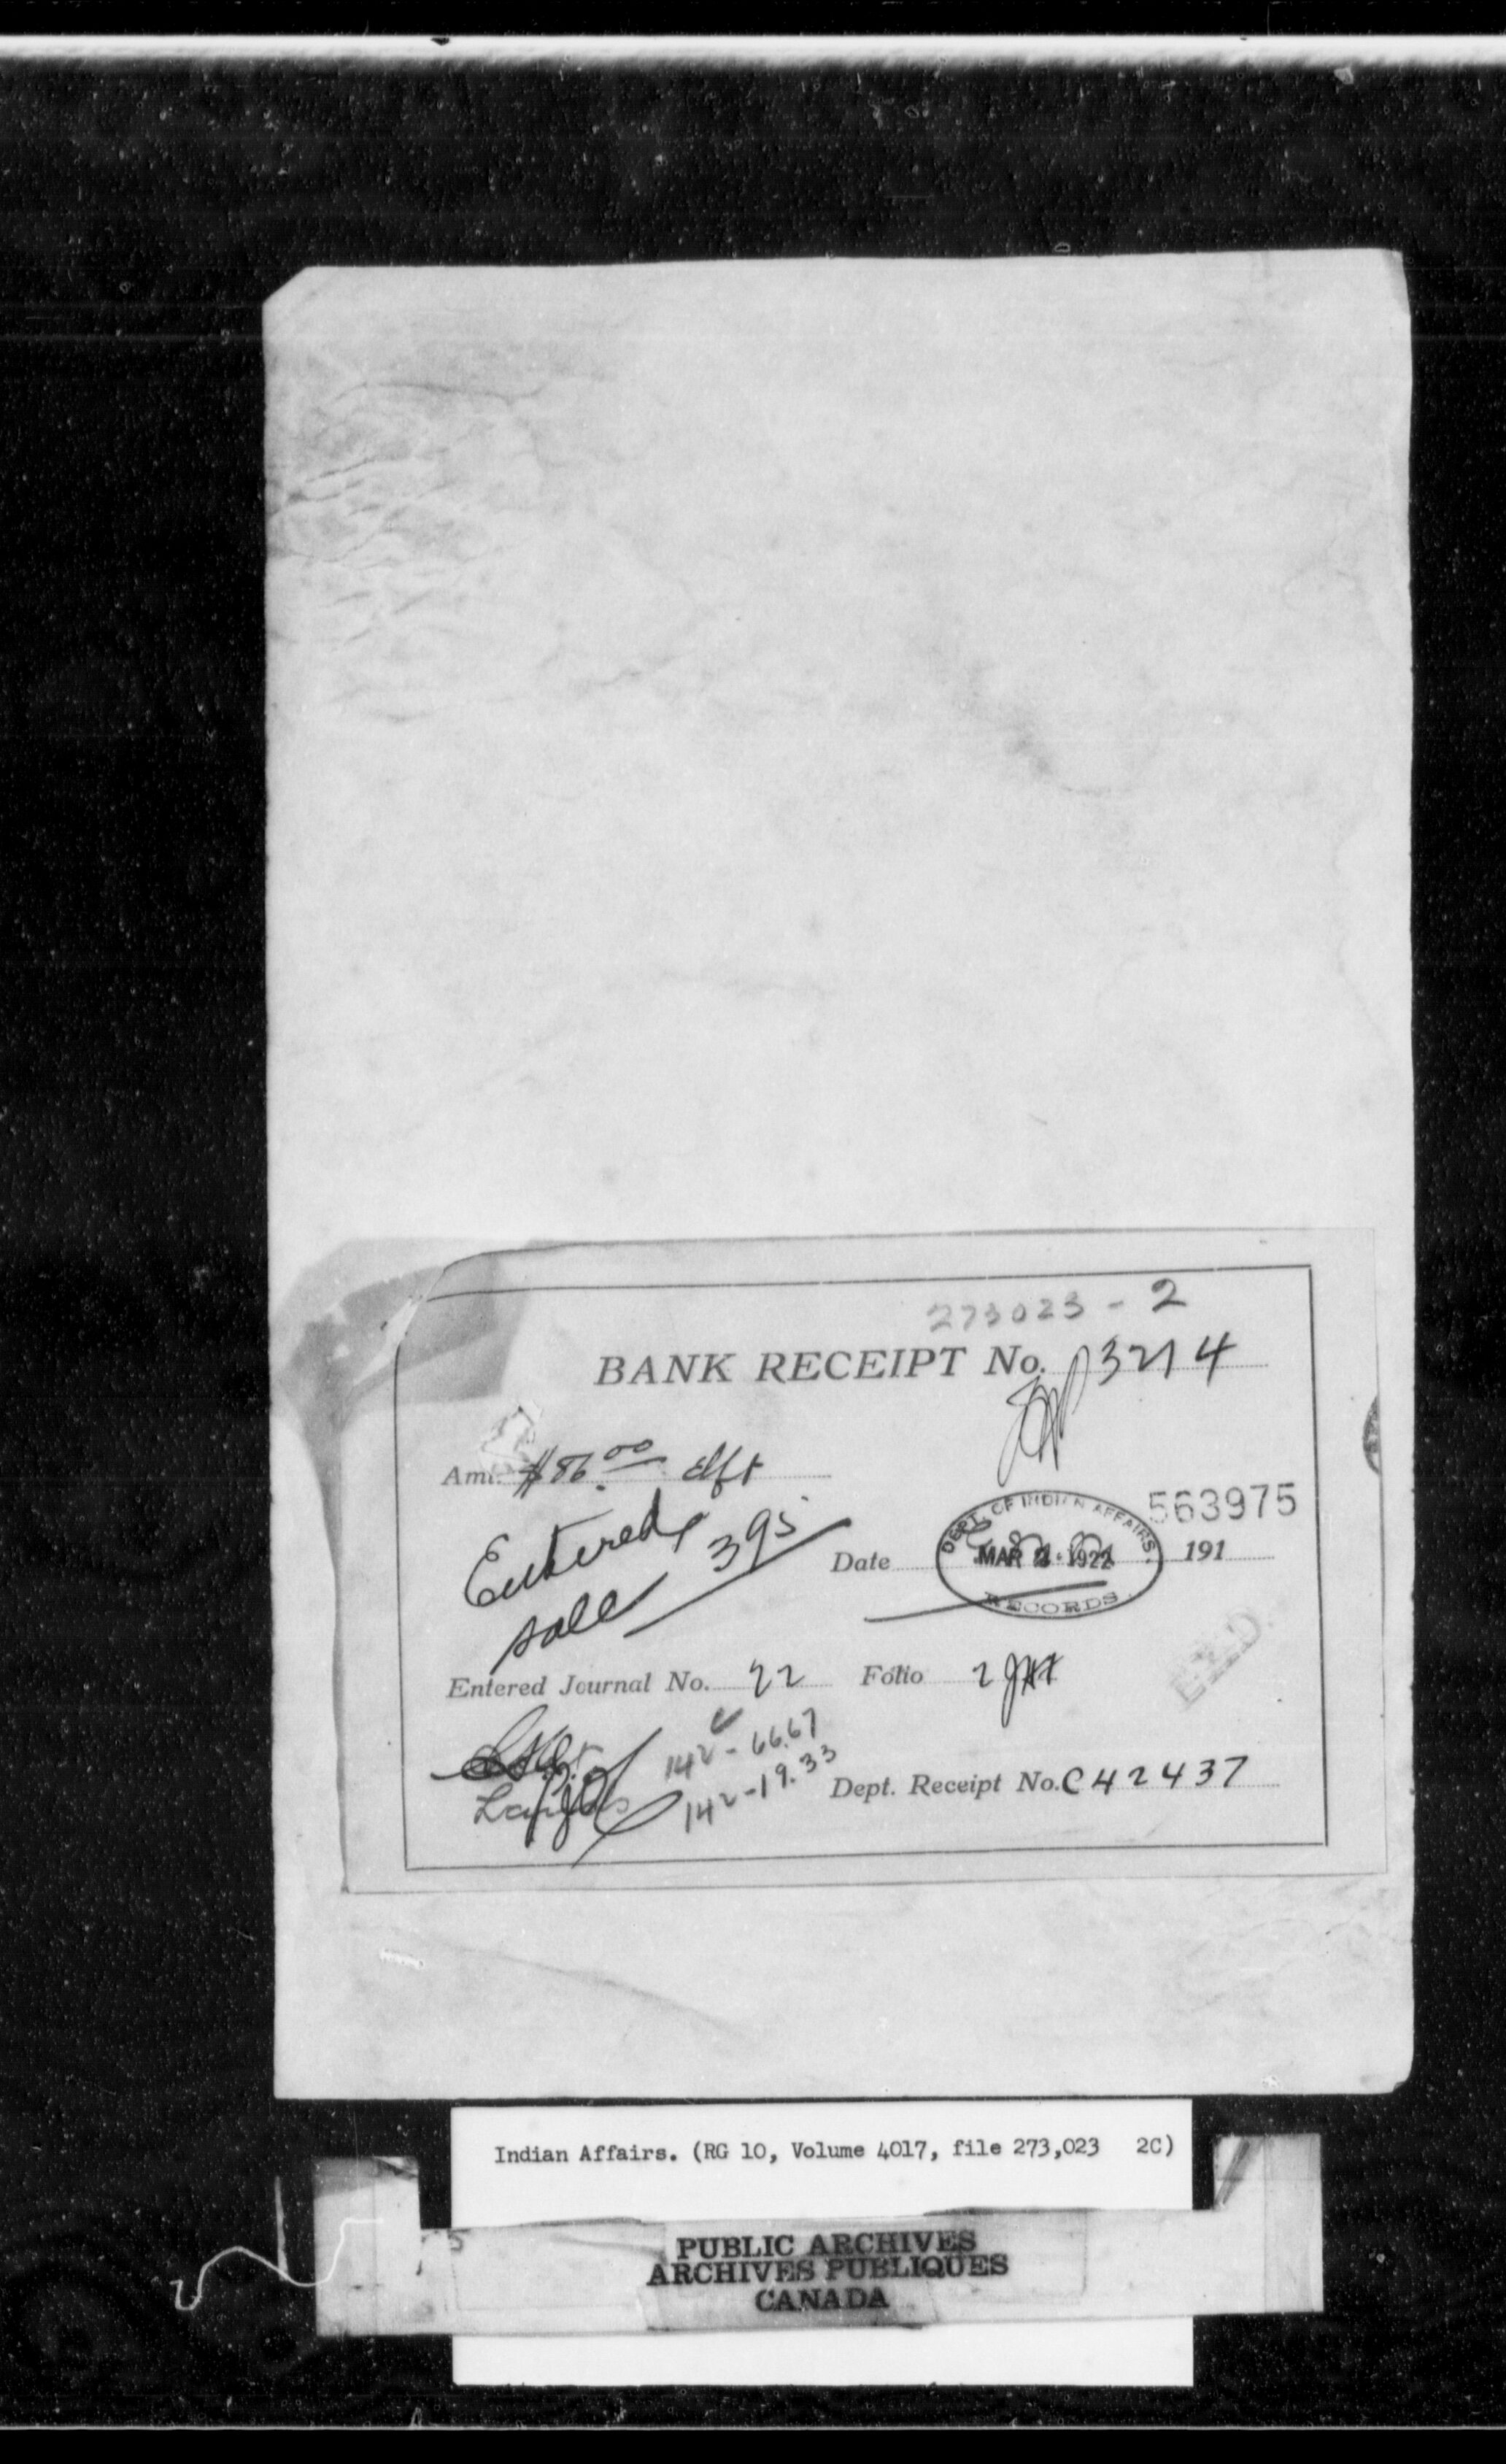 273023 - 2
BANK RECEIPT No. 3214
Amt. $86.00 dft
563975
DEPT. OF INDIAN AFFAIRS.
Date MAR 2 · 1922 191
RECORDS.
Entered
sale 395
Entered Journal No. 22 Folio 2
142 - 66.67
142 - 19.33
Dept. Receipt No. C42437
Indian Affairs. (RG 10, Volume 4017, file 273,023 2C)
PUBLIC ARCHIVES
ARCHIVES PUBLIQUES
CANADA